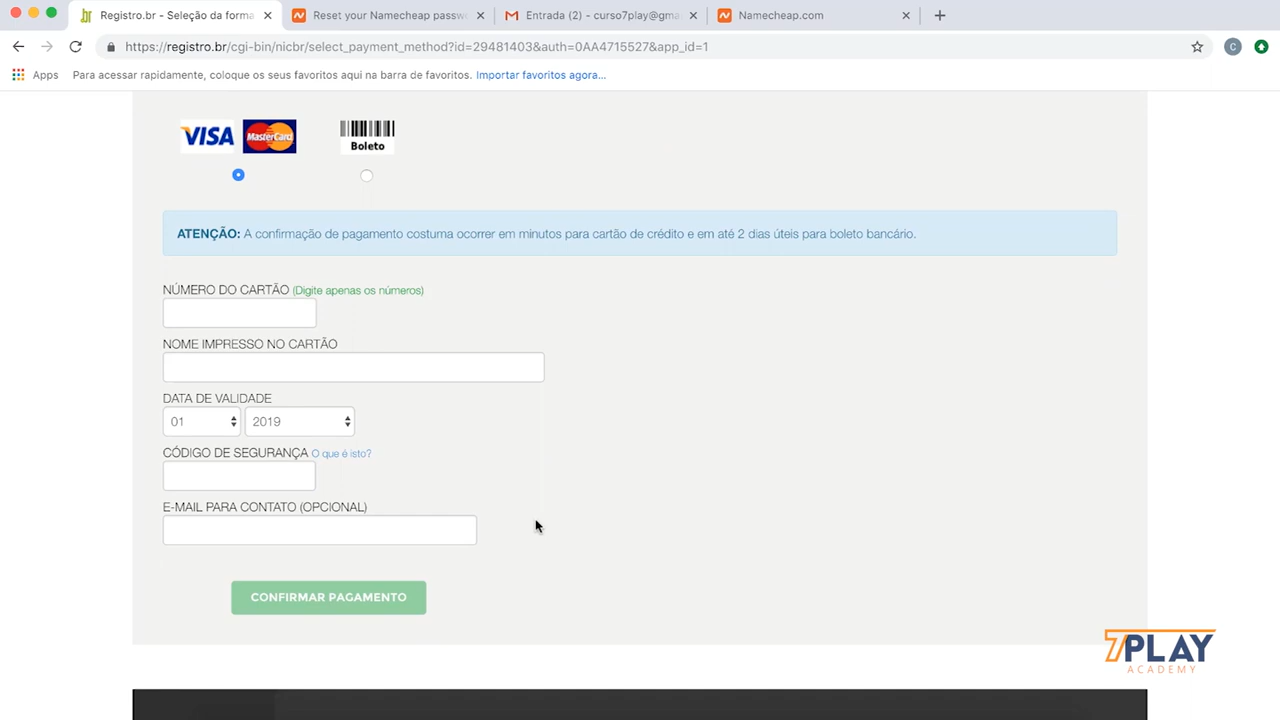 Registro.br - Seleção da forma
Reset your Namecheap passw
Entrada (2) - curso7play@gma
Namecheap.com
https://registro.br/cgi-bin/nicbr/select_payment_method?id=29481403&auth=0AA4715527&app_id=1
C
Apps Para acessar rapidamente, coloque os seus favoritos aqui na barra de favoritos. Importar favoritos agora...
VISA MasterCard Boleto
ATENÇÃO: A confirmação de pagamento costuma ocorrer em minutos para cartão de crédito e em até 2 dias úteis para boleto bancário.
NÚMERO DO CARTÃO (Digite apenas os números)
NOME IMPRESSO NO CARTÃO
DATA DE VALIDADE
01 2019
CÓDIGO DE SEGURANÇA O que é isto?
E-MAIL PARA CONTATO (OPCIONAL)
CONFIRMAR PAGAMENTO
7PLAY
ACADEMY